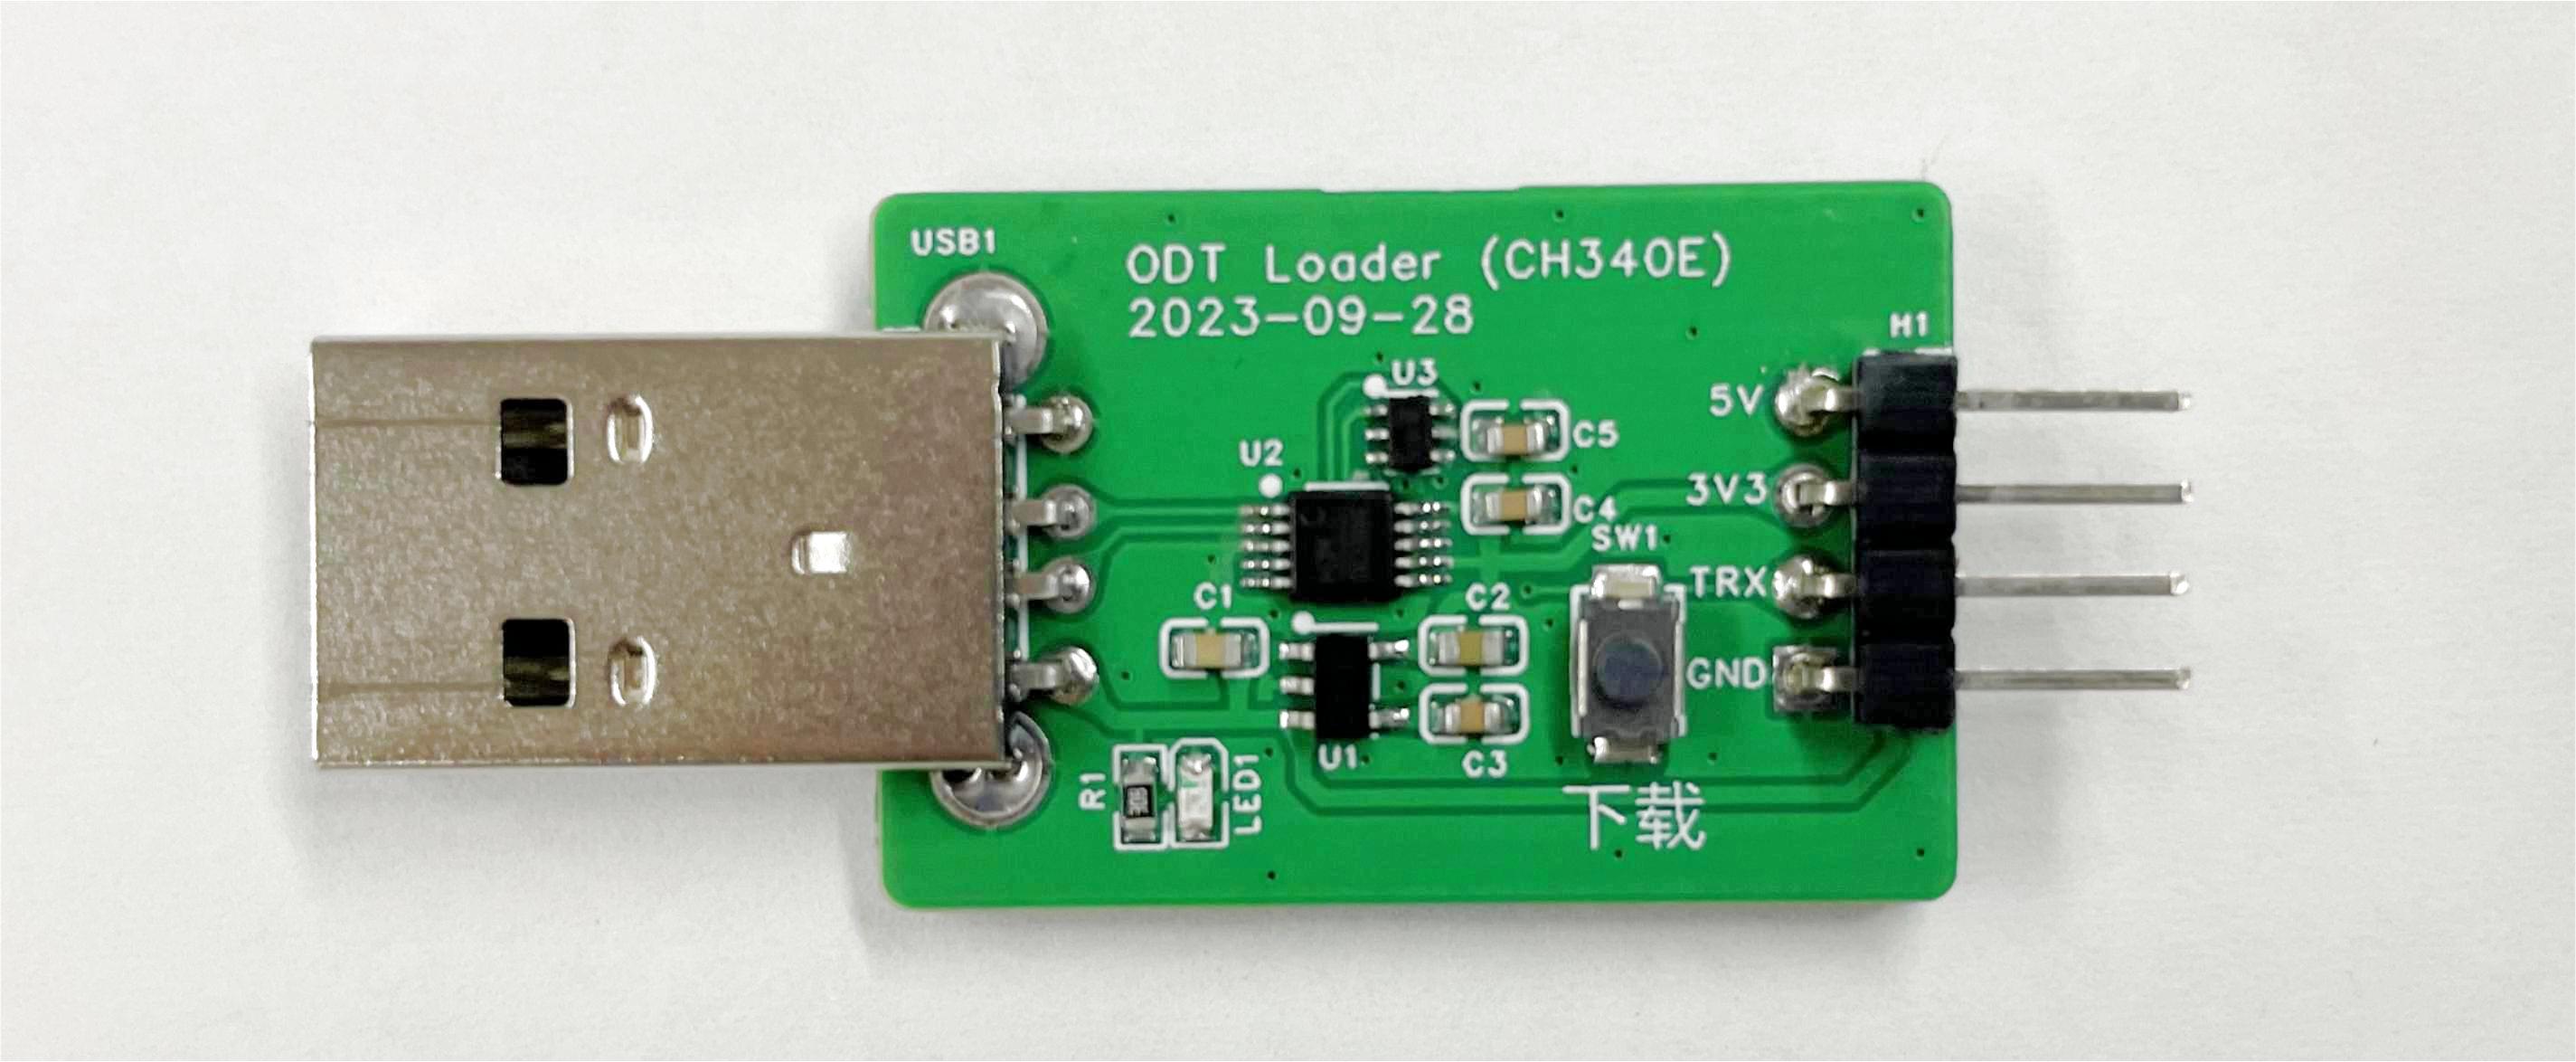 USB1
ODT Loader (CH340E)
2023-09-28
H1
U3
5V
C5
U2
3V3
C4
SW1
TRX
C1
C2
GND
U1
C3
R1
LED1
下载